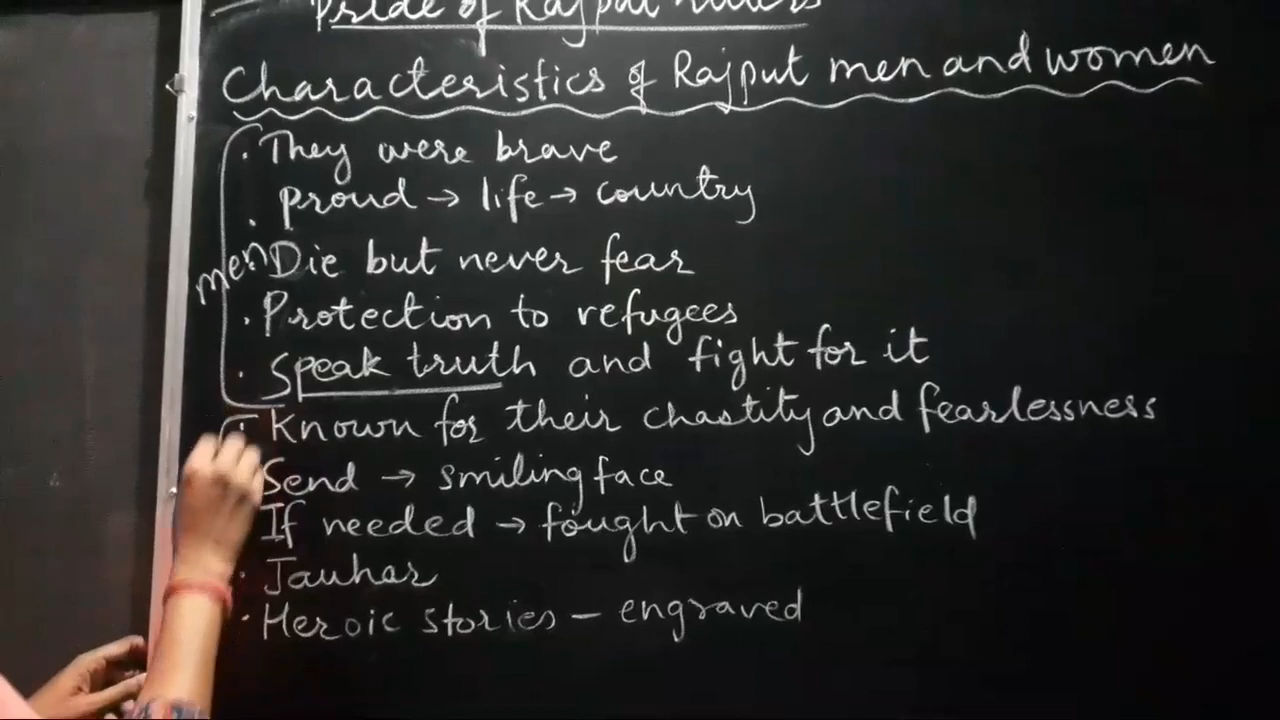 Pride of Rajput rulers
Characteristics of Rajput men and women
. They were brave
. proud → life → country
men Die but never fear
. Protection to refugees
. Speak truth and fight for it
. Known for their chastity and fearlessness
Send → smiling face
If needed → fought on battlefield
. Jauhar
. Heroic stories – engraved